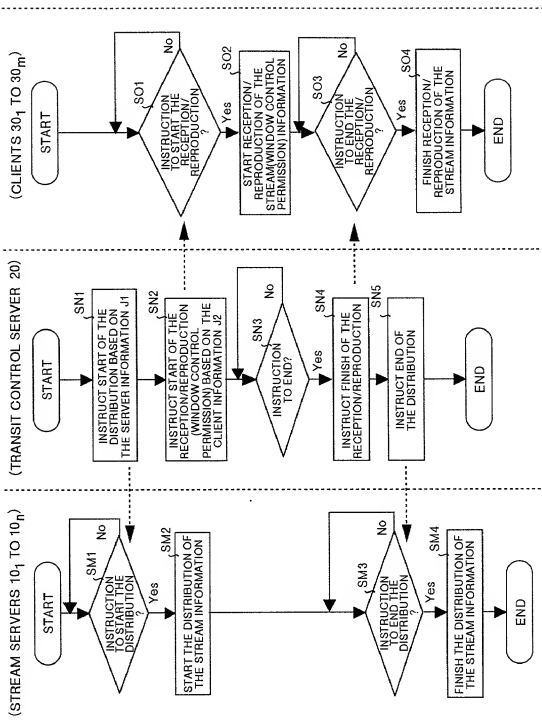 (STREAM SERVERS 10₁ TO 10ₙ)
START
SM1
INSTRUCTION
TO START THE
DISTRIBUTION
?
No
Yes
SM2
START THE DISTRIBUTION OF
THE STREAM INFORMATION
SM3
INSTRUCTION
TO END THE
DISTRIBUTION
?
No
Yes
SM4
FINISH THE DISTRIBUTION OF
THE STREAM INFORMATION
END
(TRANSIT CONTROL SERVER 20)
START
SN1
INSTRUCT START OF THE
DISTRIBUTION BASED ON
THE SERVER INFORMATION J1
SN2
INSTRUCT START OF THE
RECEPTION/REPRODUCTION
(WINDOW CONTROL
PERMISSION) BASED ON THE
CLIENT INFORMATION J2
SN3
INSTRUCTION
TO END?
No
Yes
SN4
INSTRUCT FINISH OF THE
RECEPTION/REPRODUCTION
SN5
INSTRUCT END OF
THE DISTRIBUTION
END
(CLIENTS 30₁ TO 30ₘ)
START
SO1
INSTRUCTION
TO START THE
RECEPTION/
REPRODUCTION
?
No
Yes
SO2
START RECEPTION/
REPRODUCTION OF THE
STREAM(WINDOW CONTROL
PERMISSION) INFORMATION
SO3
INSTRUCTION
TO END THE
RECEPTION/
REPRODUCTION
?
No
Yes
SO4
FINISH RECEPTION/
REPRODUCTION OF THE
STREAM INFORMATION
END